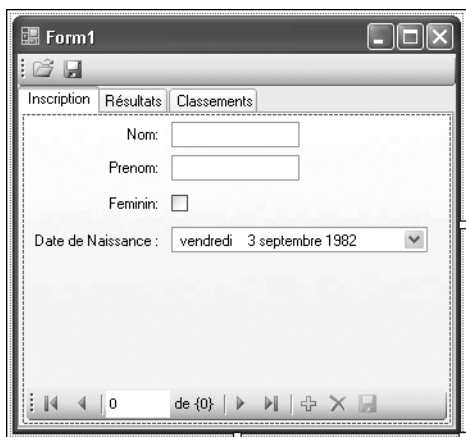 Form1
Inscription Résultats Classements
Nom:
Prenom:
Feminin:
Date de Naissance : vendredi 3 septembre 1982
0 de {0}